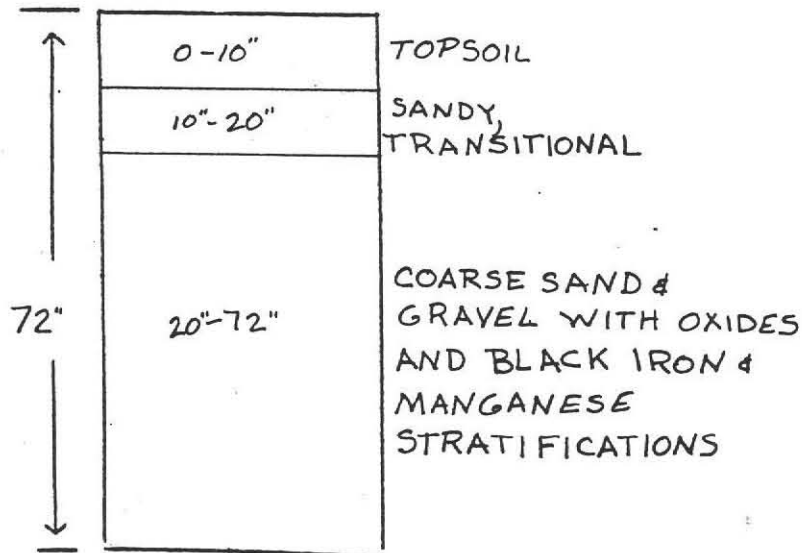 0-10" TOPSOIL
10"-20" SANDY,
TRANSITIONAL
72" 20"-72" COARSE SAND &
GRAVEL WITH OXIDES
AND BLACK IRON &
MANGANESE
STRATIFICATIONS